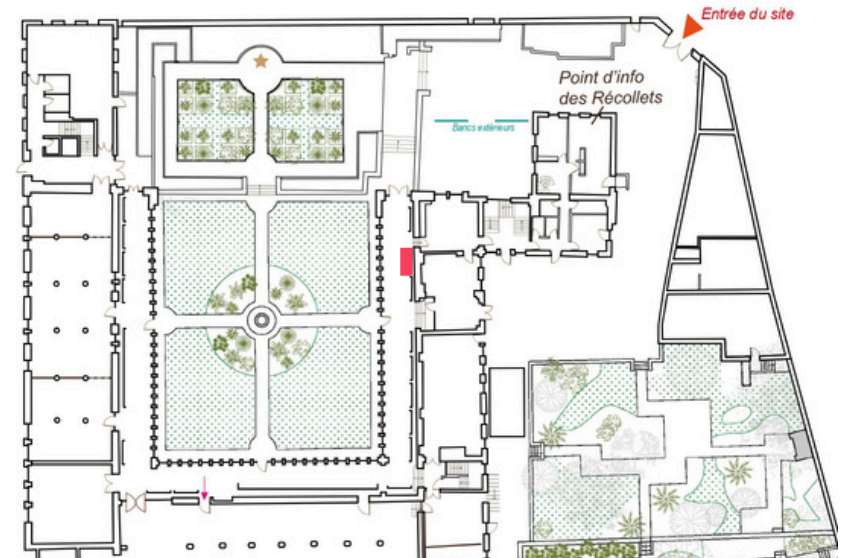 Entrée du site
Point d'info
des Récollets
Bancs extérieurs